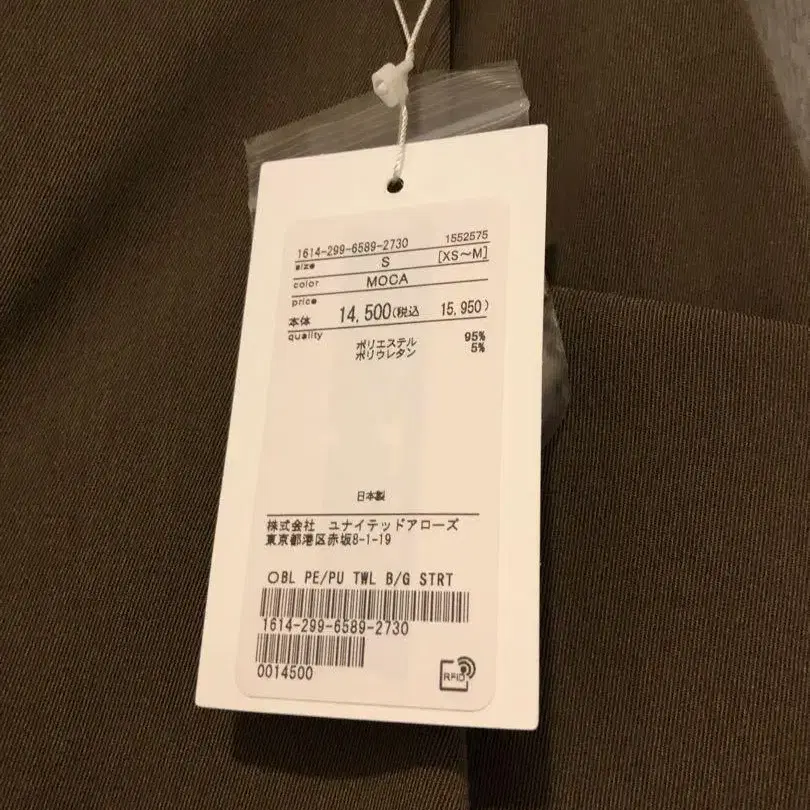 1614-299-6589-2730 1552575
size S [XS～M]
color MOCA
price
本体 14,500(税込 15,950)
quality
ポリエステル 95%
ポリウレタン 5%
日本製
株式会社 ユナイテッドアローズ
東京都港区赤坂8-1-19
○BL PE/PU TWL B/G STRT
1614-299-6589-2730
0014500
RFID